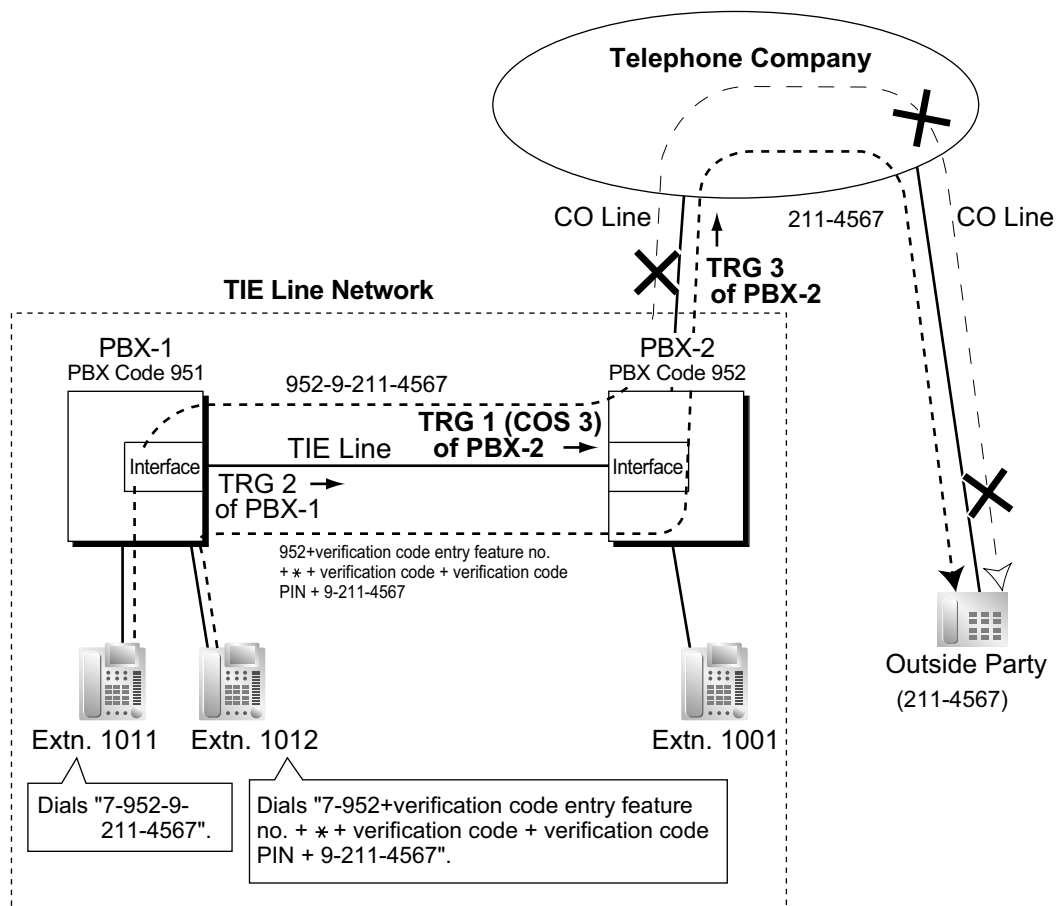 Telephone Company
CO Line
211-4567
CO Line
TRG 3
of PBX-2
TIE Line Network
PBX-1
PBX Code 951
PBX-2
PBX Code 952
952-9-211-4567
TRG 1 (COS 3)
of PBX-2
Interface
TIE Line
Interface
TRG 2
of PBX-1
952+verification code entry feature no.
+ * + verification code + verification code
PIN + 9-211-4567
Outside Party
(211-4567)
Extn. 1011
Extn. 1012
Extn. 1001
Dials "7-952-9-
211-4567".
Dials "7-952+verification code entry feature
no. + * + verification code + verification code
PIN + 9-211-4567".